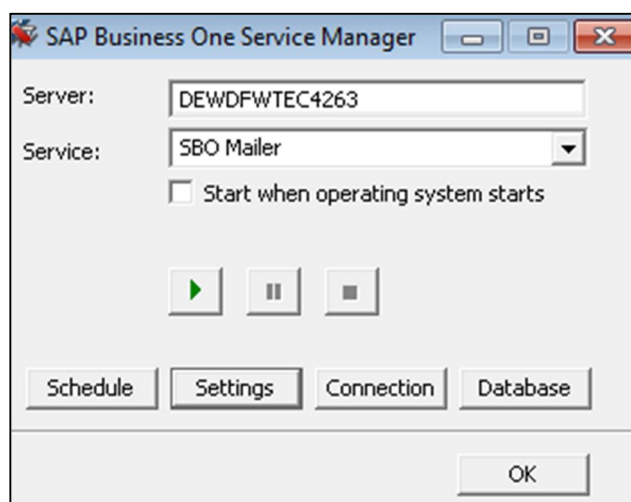 SAP Business One Service Manager
Server: DEWDFWTEC4263
Service: SBO Mailer
Start when operating system starts
Schedule Settings Connection Database
OK